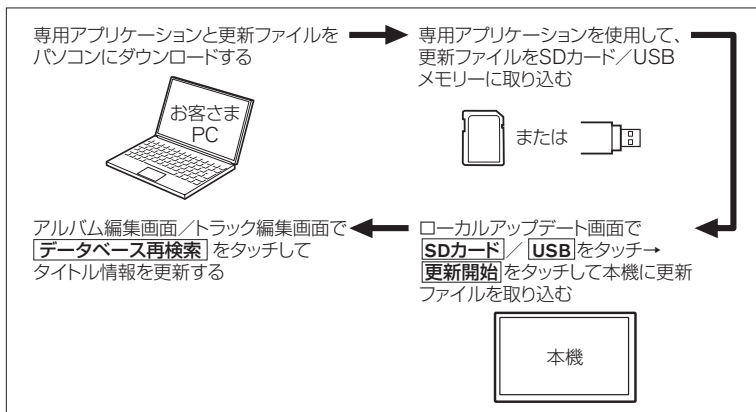 専用アプリケーションと更新ファイルを
パソコンにダウンロードする
お客さま
PC
専用アプリケーションを使用して、
更新ファイルをSDカード／USB
メモリーに取り込む
または
ローカルアップデート画面で
SDカード／USBをタッチ→
更新開始をタッチして本機に更新
ファイルを取り込む
本機
アルバム編集画面／トラック編集画面で
データベース再検索をタッチして
タイトル情報を更新する